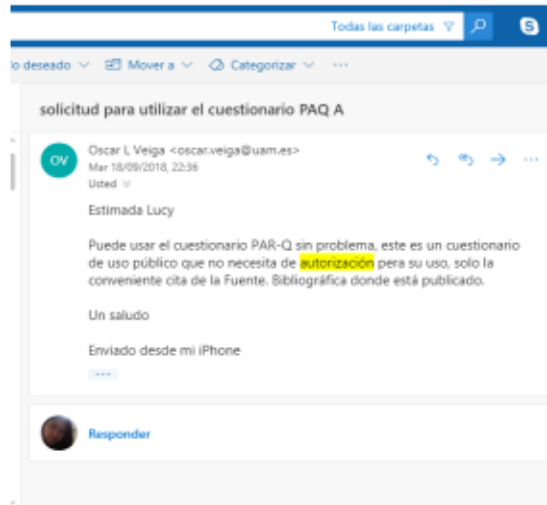 Todas las carpetas
o deseado Mover a Categorizar ...
solicitud para utilizar el cuestionario PAQ A
OV
Oscar L Veiga <oscar.veiga@uam.es>
Mar 18/09/2018, 22:36
Usted
Estimada Lucy
Puede usar el cuestionario PAR-Q sin problema, este es un cuestionario
de uso público que no necesita de autorización pera su uso, solo la
conveniente cita de la Fuente. Bibliográfica donde está publicado.
Un saludo
Enviado desde mi iPhone
Responder